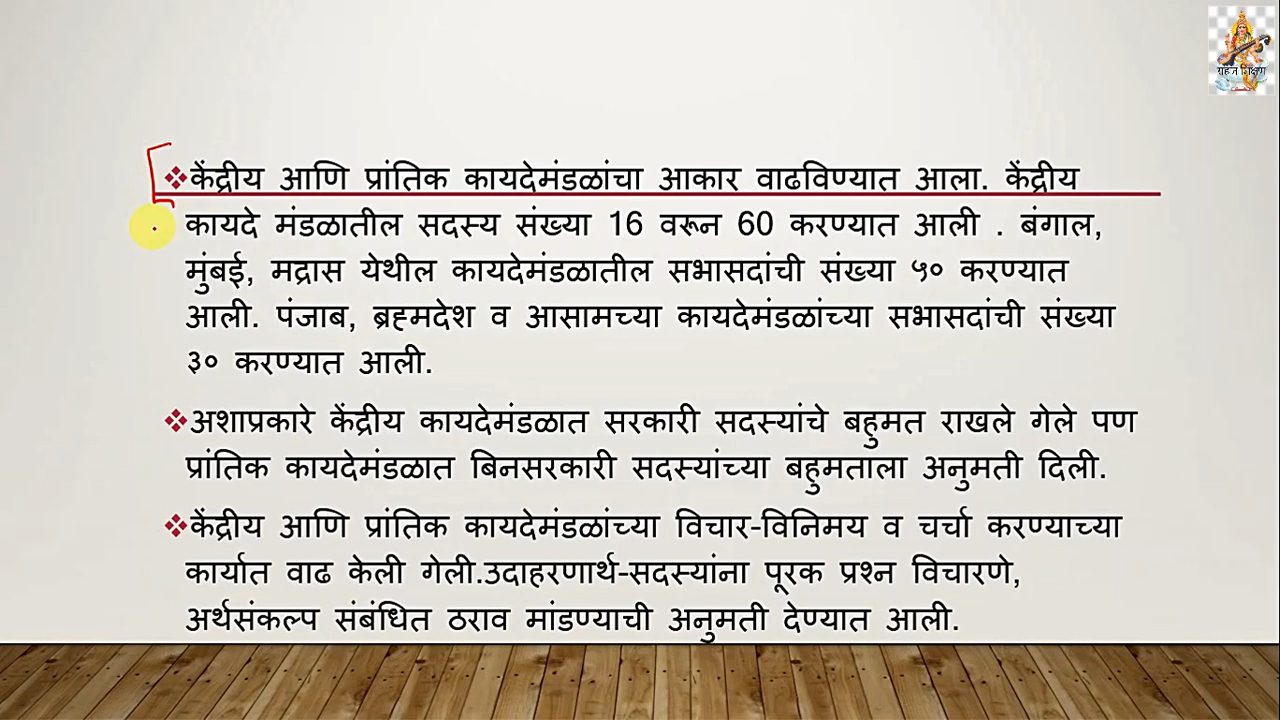 ❖केंद्रीय आणि प्रांतिक कायदेमंडळांचा आकार वाढविण्यात आला. केंद्रीय
कायदे मंडळातील सदस्य संख्या 16 वरून 60 करण्यात आली . बंगाल,
मुंबई, मद्रास येथील कायदेमंडळातील सभासदांची संख्या ५० करण्यात
आली. पंजाब, ब्रह्मदेश व आसामच्या कायदेमंडळांच्या सभासदांची संख्या
३० करण्यात आली.
❖अशाप्रकारे केंद्रीय कायदेमंडळात सरकारी सदस्यांचे बहुमत राखले गेले पण
प्रांतिक कायदेमंडळात बिनसरकारी सदस्यांच्या बहुमताला अनुमती दिली.
❖केंद्रीय आणि प्रांतिक कायदेमंडळांच्या विचार-विनिमय व चर्चा करण्याच्या
कार्यात वाढ केली गेली.उदाहरणार्थ-सदस्यांना पूरक प्रश्न विचारणे,
अर्थसंकल्प संबंधित ठराव मांडण्याची अनुमती देण्यात आली.